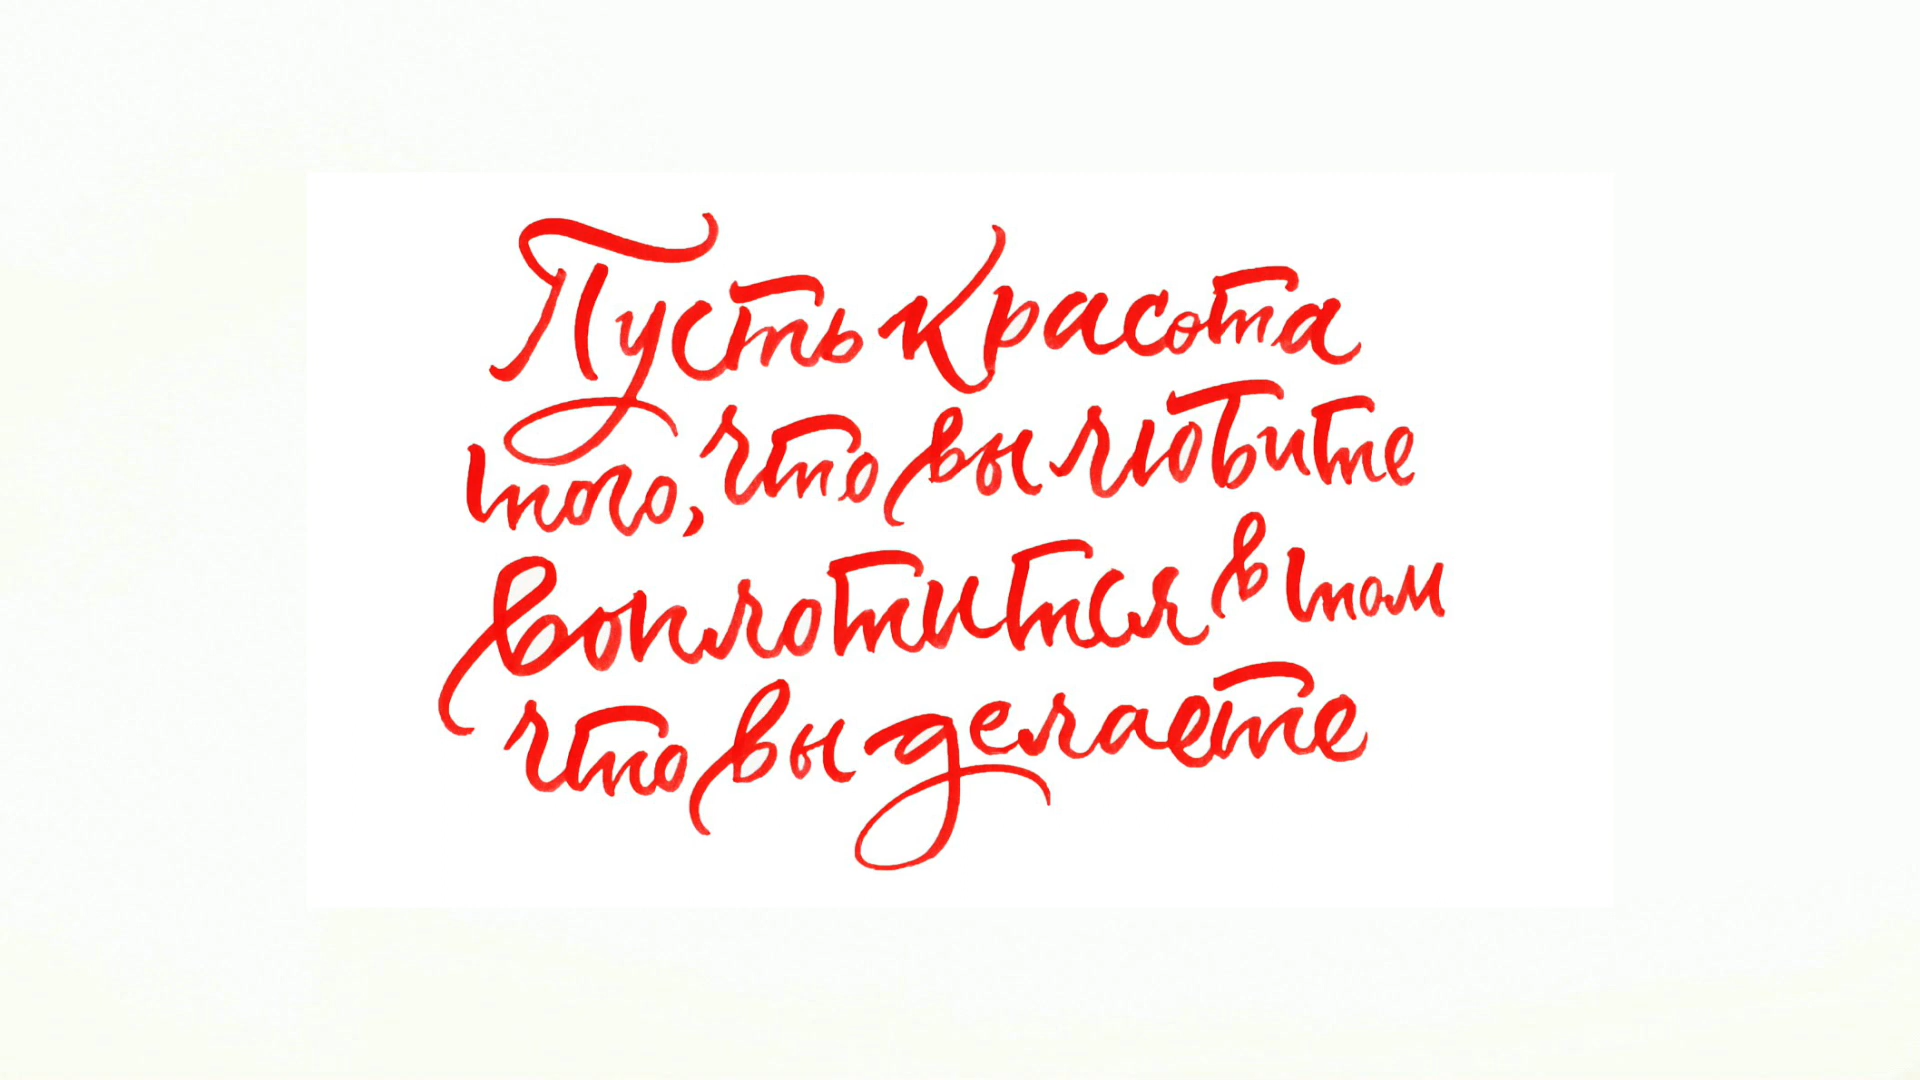 Пусть красота
того, что вы любите
воплотится в том
что вы делаете